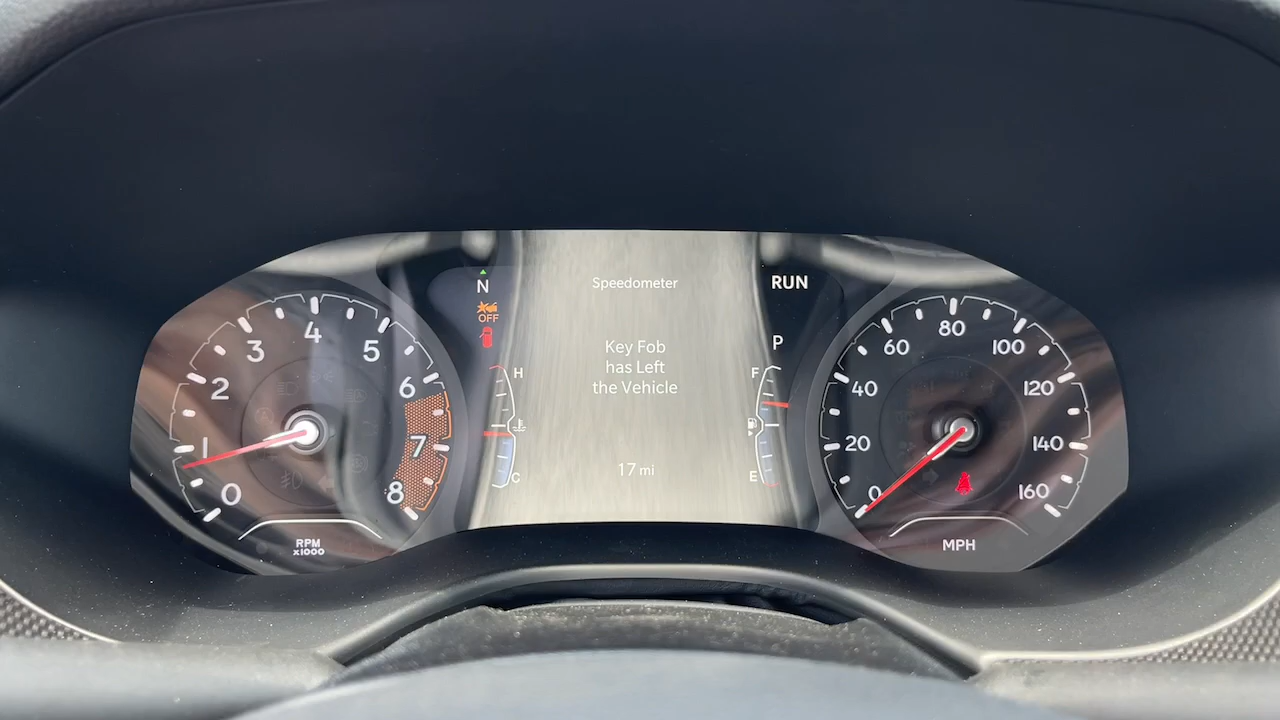 Speedometer
RUN
N
OFF
P
Key Fob
has Left
the Vehicle
17 mi
H
C
F
E
0
1
2
3
4
5
6
7
8
RPM
x1000
0
20
40
60
80
100
120
140
160
MPH